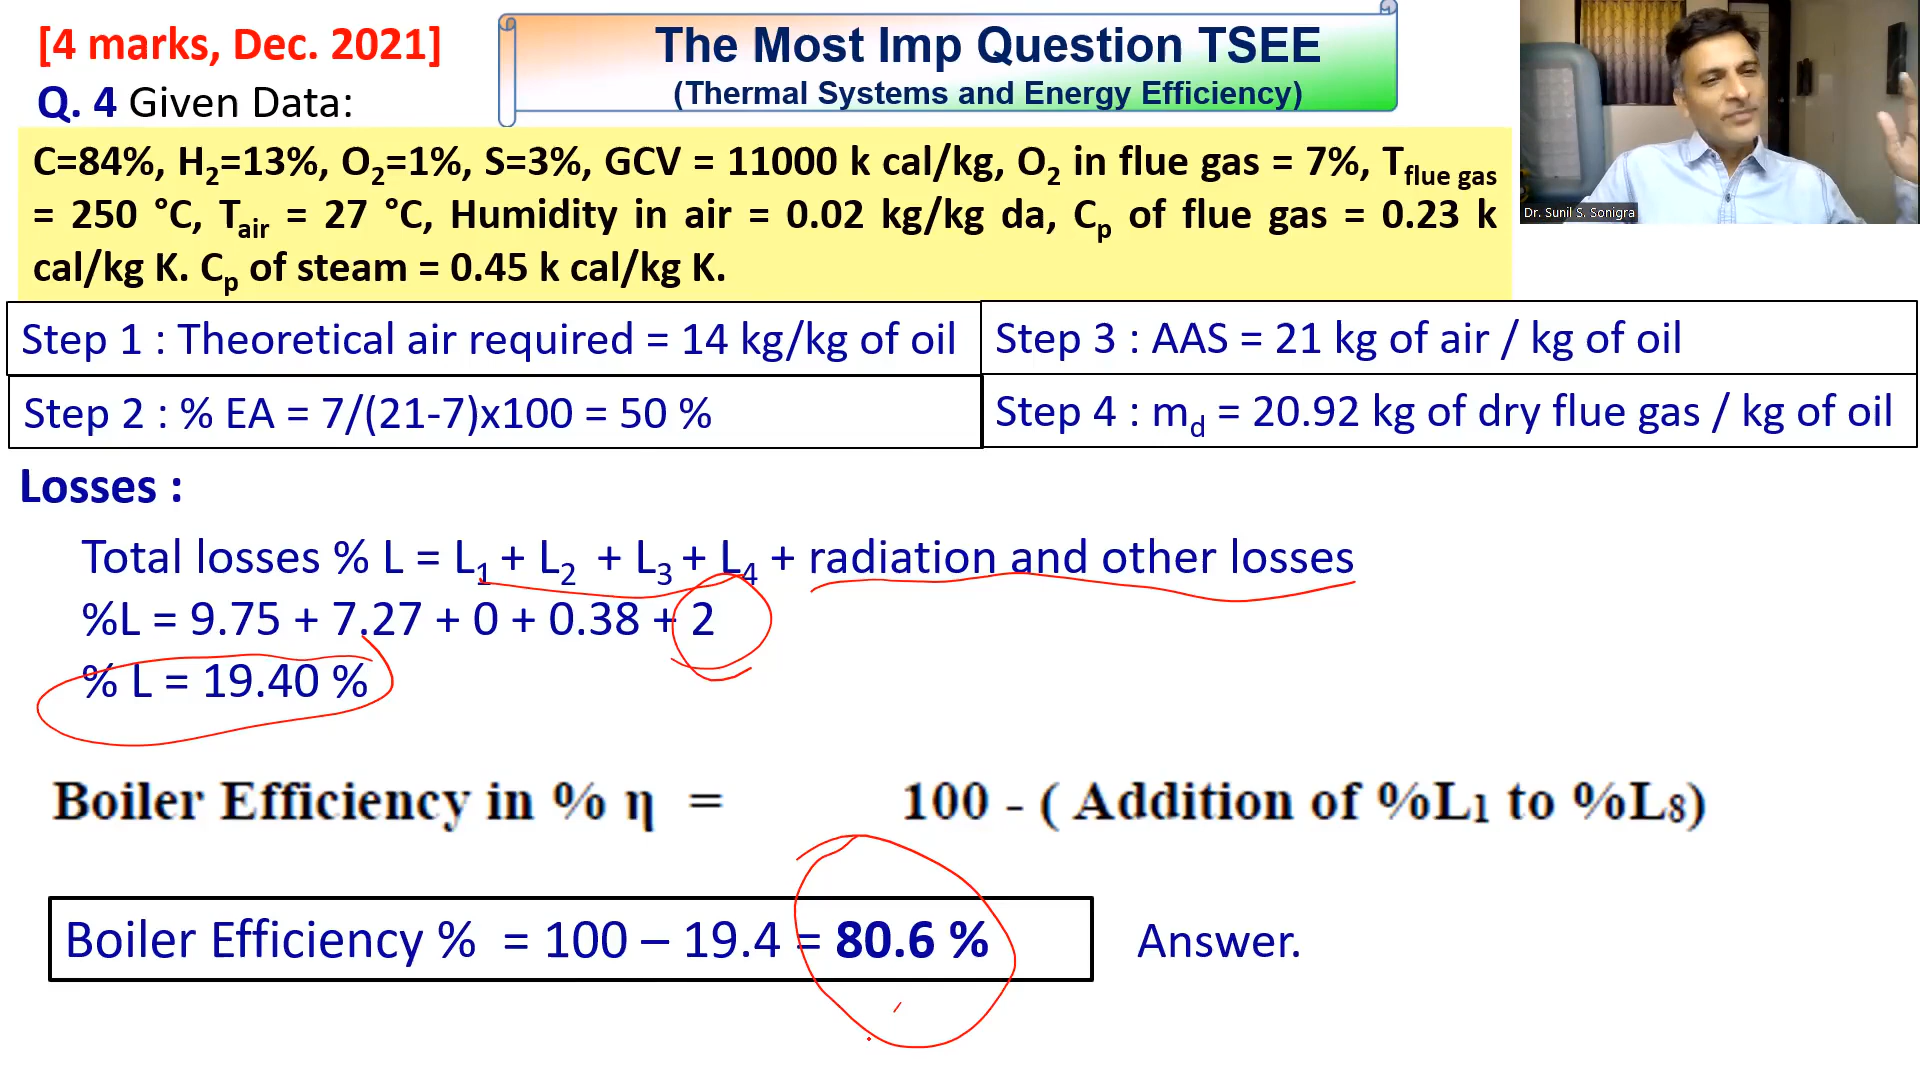 [4 marks, Dec. 2021]
The Most Imp Question TSEE
(Thermal Systems and Energy Efficiency)
Q. 4 Given Data:
C=84%, H2=13%, O2=1%, S=3%, GCV = 11000 k cal/kg, O2 in flue gas = 7%, Tflue gas
= 250 °C, Tair = 27 °C, Humidity in air = 0.02 kg/kg da, Cp of flue gas = 0.23 k
cal/kg K. Cp of steam = 0.45 k cal/kg K.
Dr. Sunil S. Sonigra
Step 1 : Theoretical air required = 14 kg/kg of oil
Step 3 : AAS = 21 kg of air / kg of oil
Step 2 : % EA = 7/(21-7)x100 = 50 %
Step 4 : md = 20.92 kg of dry flue gas / kg of oil
Losses :
Total losses % L = L1 + L2 + L3 + L4 + radiation and other losses
%L = 9.75 + 7.27 + 0 + 0.38 + 2
% L = 19.40 %
Boiler Efficiency in % η = 100 - ( Addition of %L1 to %L8)
Boiler Efficiency % = 100 – 19.4 = 80.6 %
Answer.